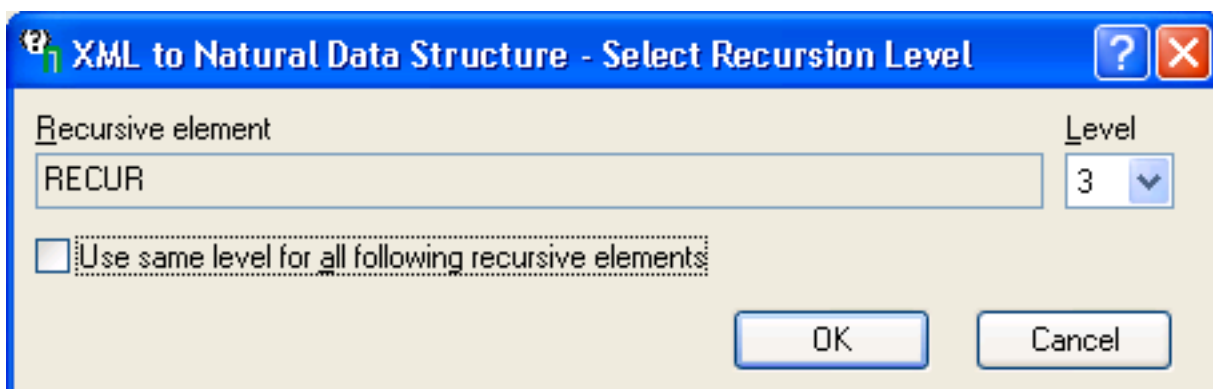 XML to Natural Data Structure - Select Recursion Level
Recursive element Level
RECUR 3
Use same level for all following recursive elements
OK Cancel